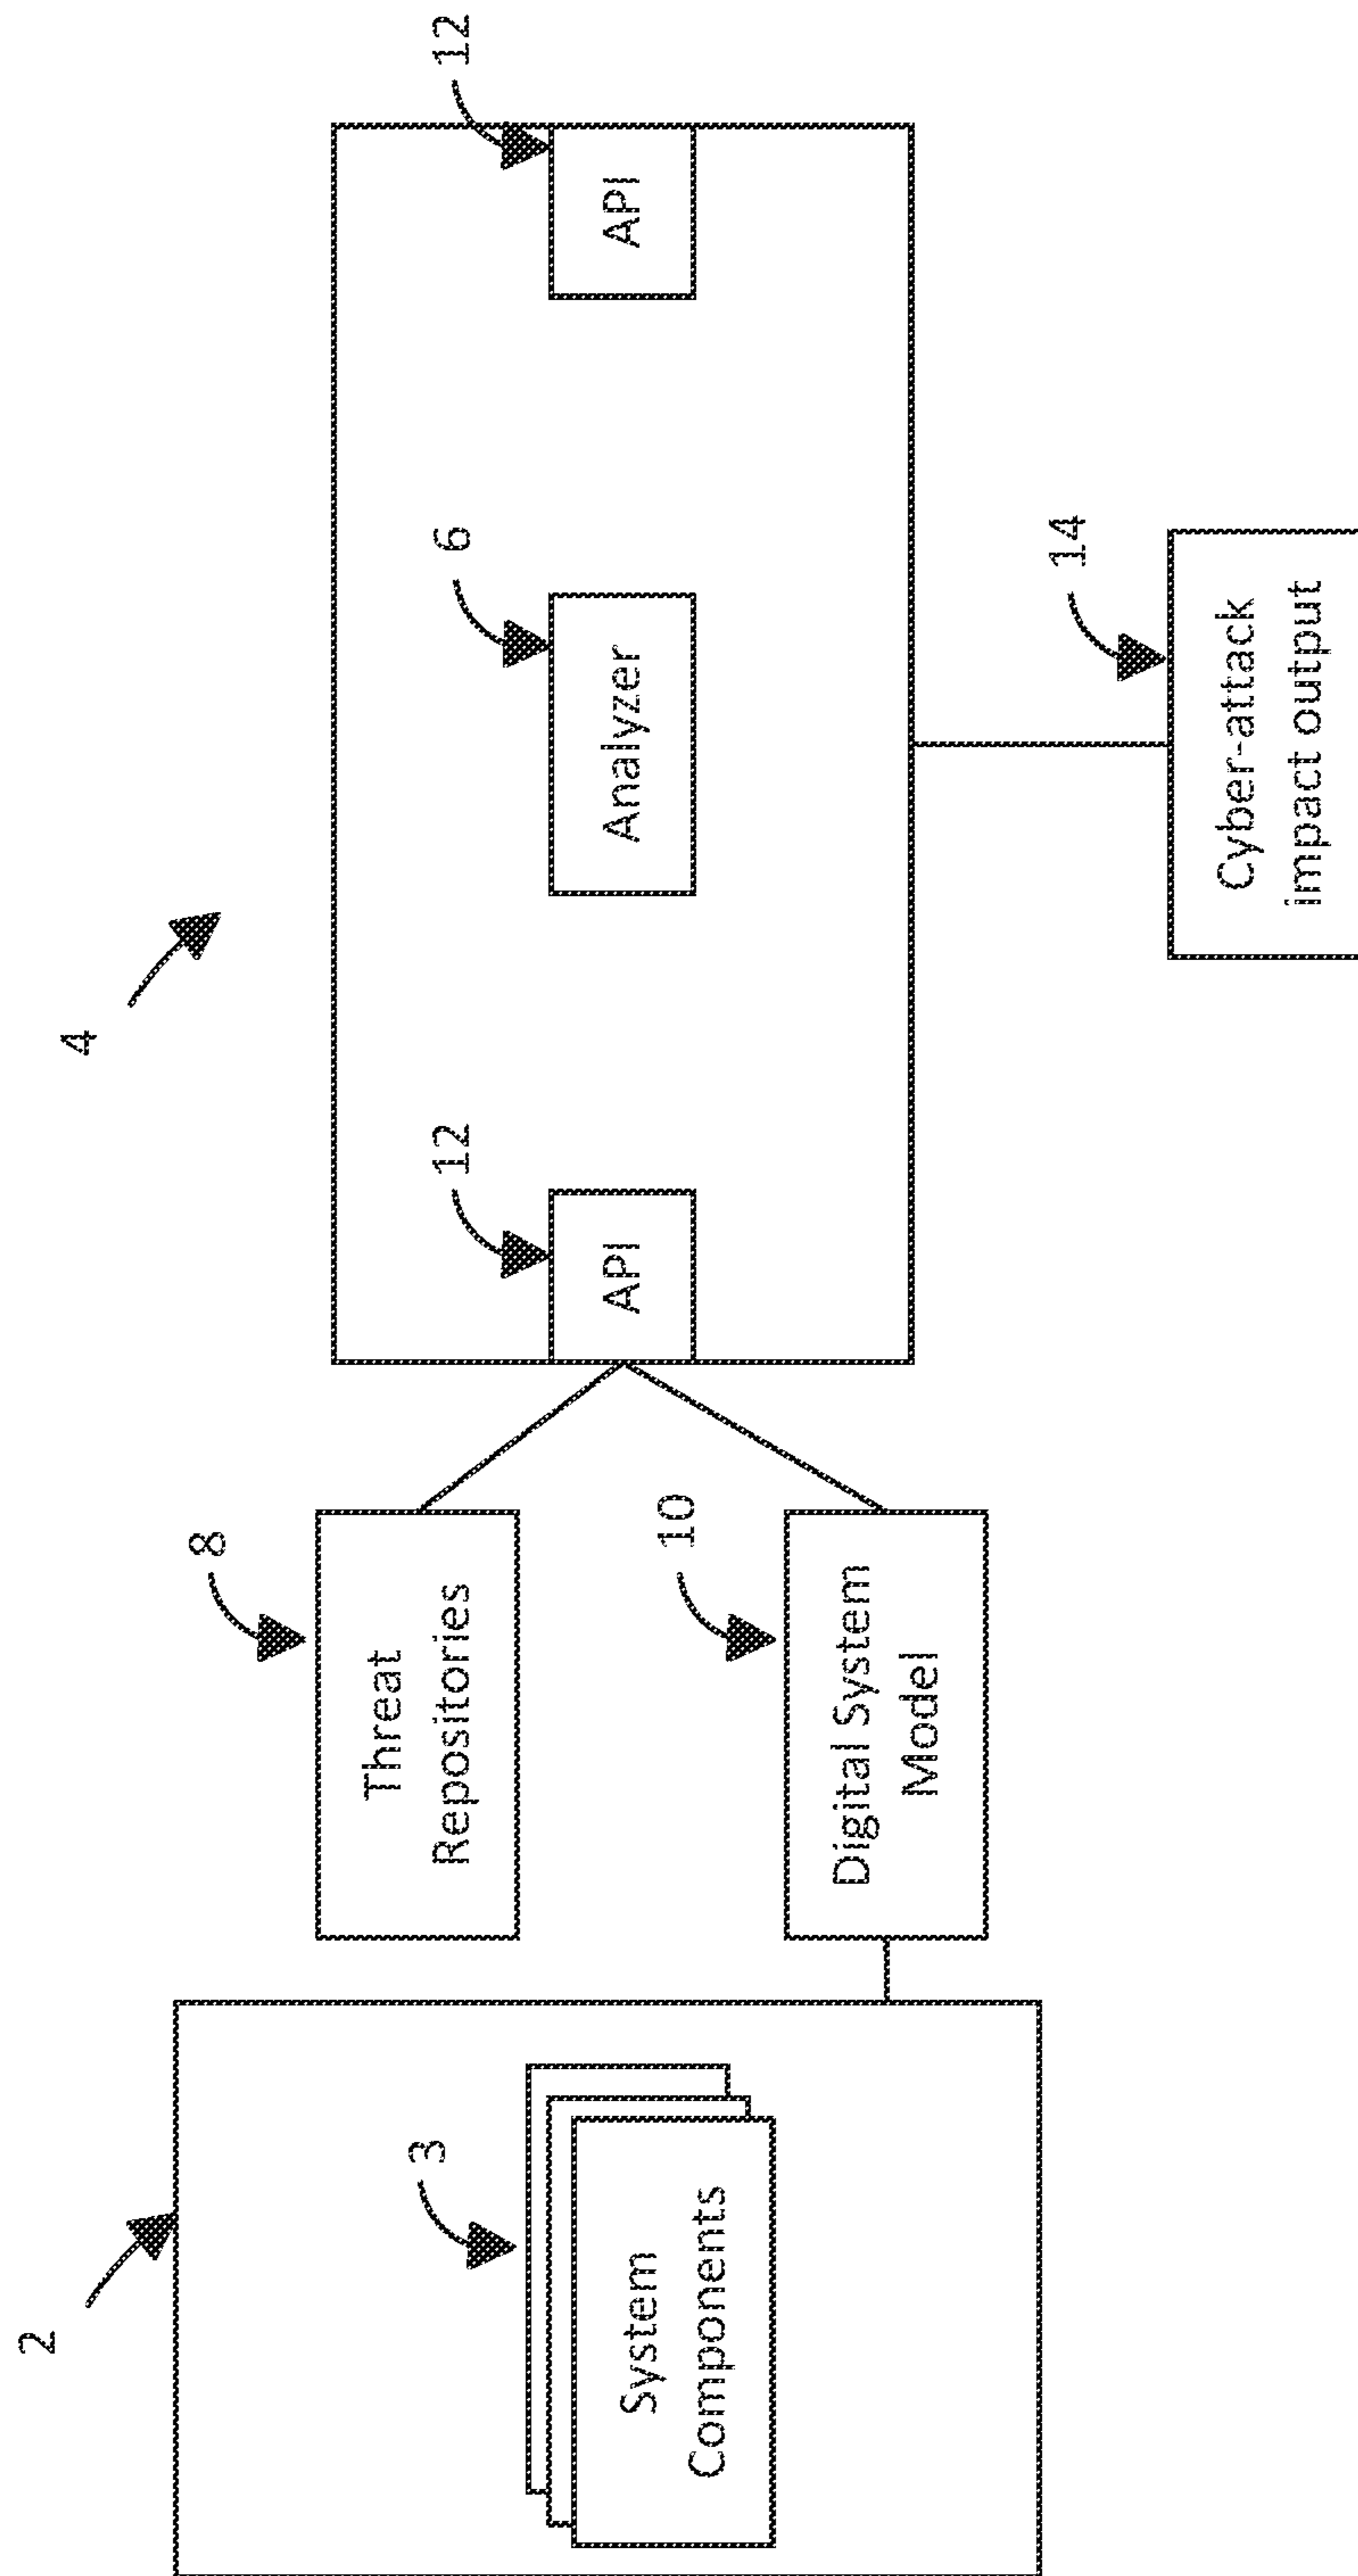 2
3
System
Components
8
Threat
Repositories
10
Digital System
Model
4
12
API
6
Analyzer
12
API
14
Cyber-attack
impact output